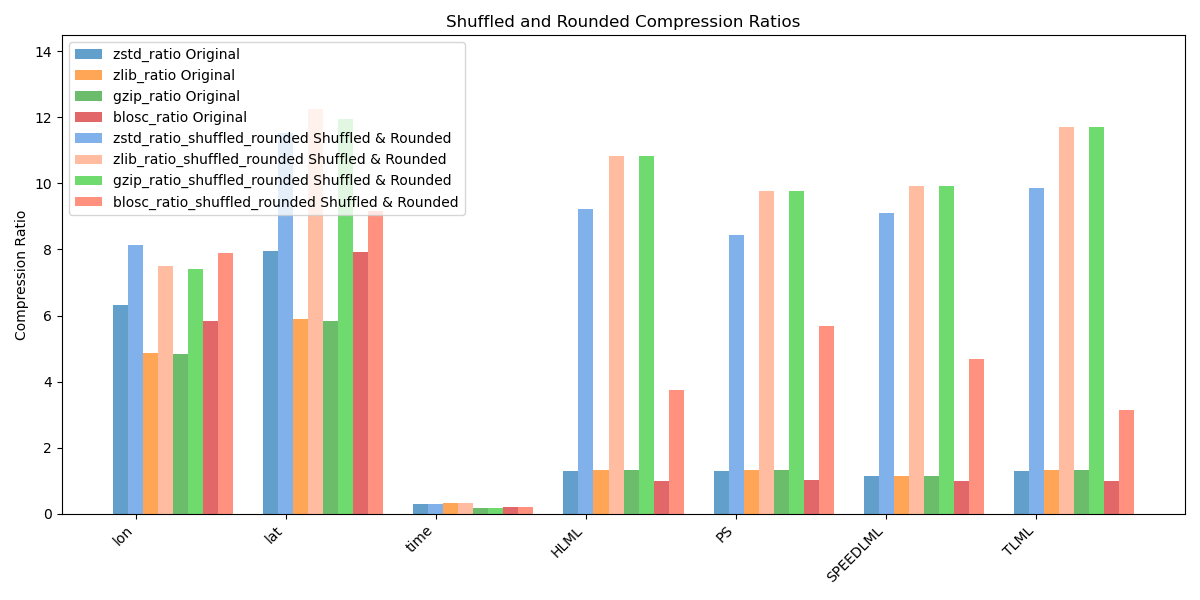 Shuffled and Rounded Compression Ratios
zstd_ratio Original
zlib_ratio Original
gzip_ratio Original
blosc_ratio Original
zstd_ratio_shuffled_rounded Shuffled & Rounded
zlib_ratio_shuffled_rounded Shuffled & Rounded
gzip_ratio_shuffled_rounded Shuffled & Rounded
blosc_ratio_shuffled_rounded Shuffled & Rounded
Compression Ratio
14
12
10
8
6
4
2
0
lon
lat
time
HLML
PS
SPEEDLML
TLML